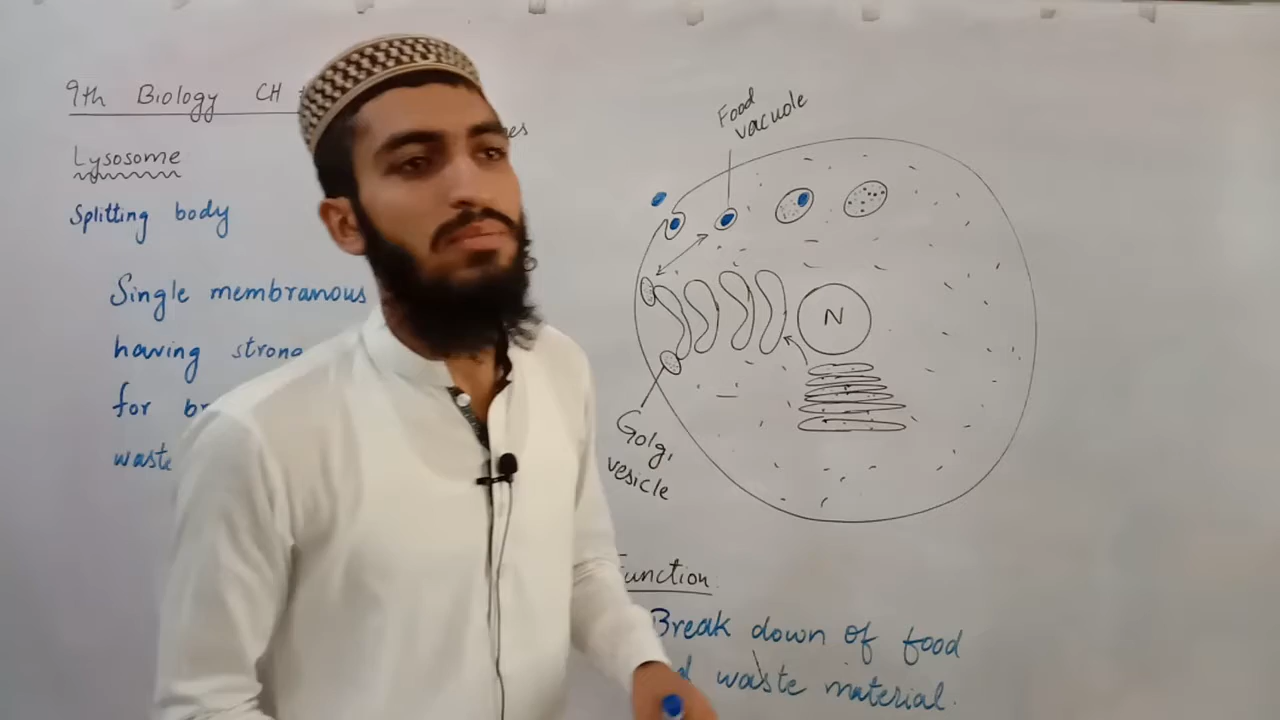 9th Biology CH
Lysosome
Splitting body
Single membranous
having strong
for
waste
Food
vacuole
N
Golgi
vesicle
Function
Break down of food
waste material.